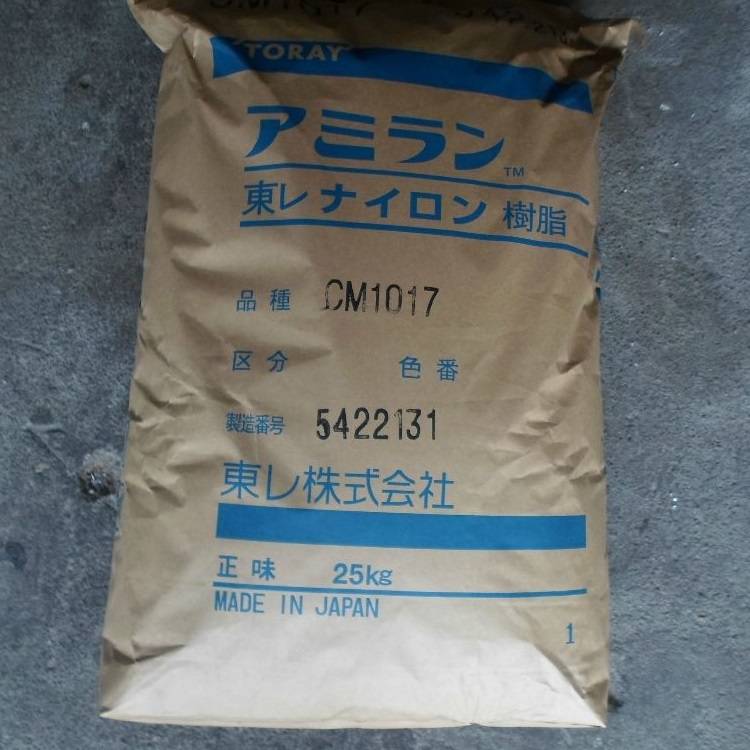 TORAY
アミラン™
東レナイロン樹脂
品種 CM1017
区分 色番
製造番号 5422131
東レ株式会社
正味 25kg
MADE IN JAPAN
1